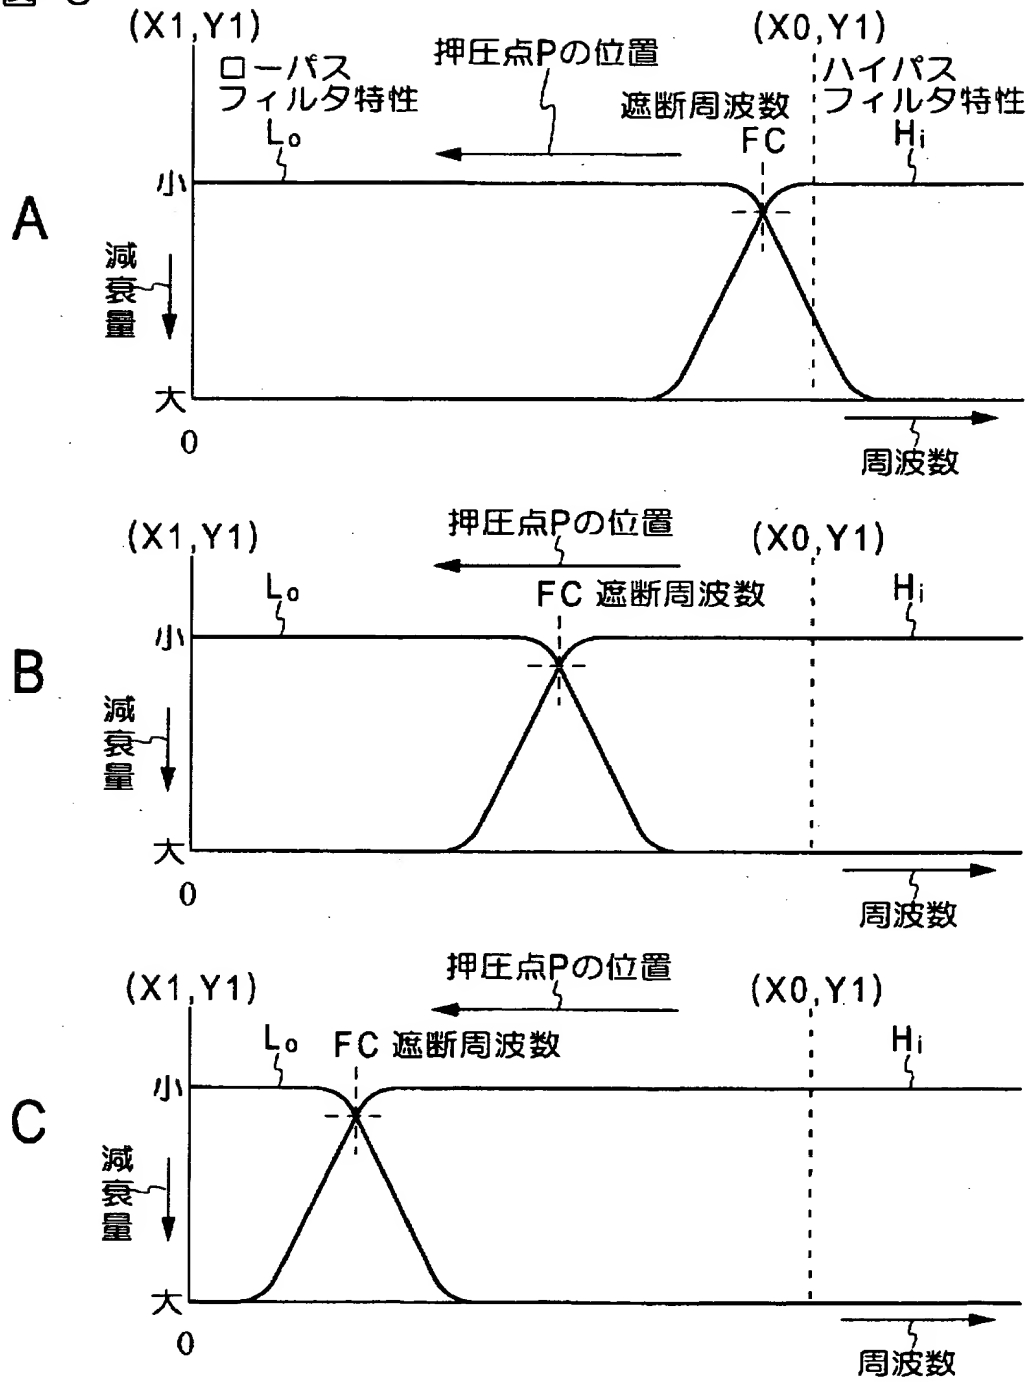 (X1,Y1)
(X0,Y1)
押圧点Pの位置
ローパス
フィルタ特性
Lo
ハイパス
フィルタ特性
Hi
遮断周波数
FC
小
A
減衰量
大
0
周波数
(X1,Y1)
押圧点Pの位置
(X0,Y1)
Lo
FC 遮断周波数
Hi
小
B
減衰量
大
0
周波数
(X1,Y1)
押圧点Pの位置
(X0,Y1)
Lo
FC 遮断周波数
Hi
小
C
減衰量
大
0
周波数